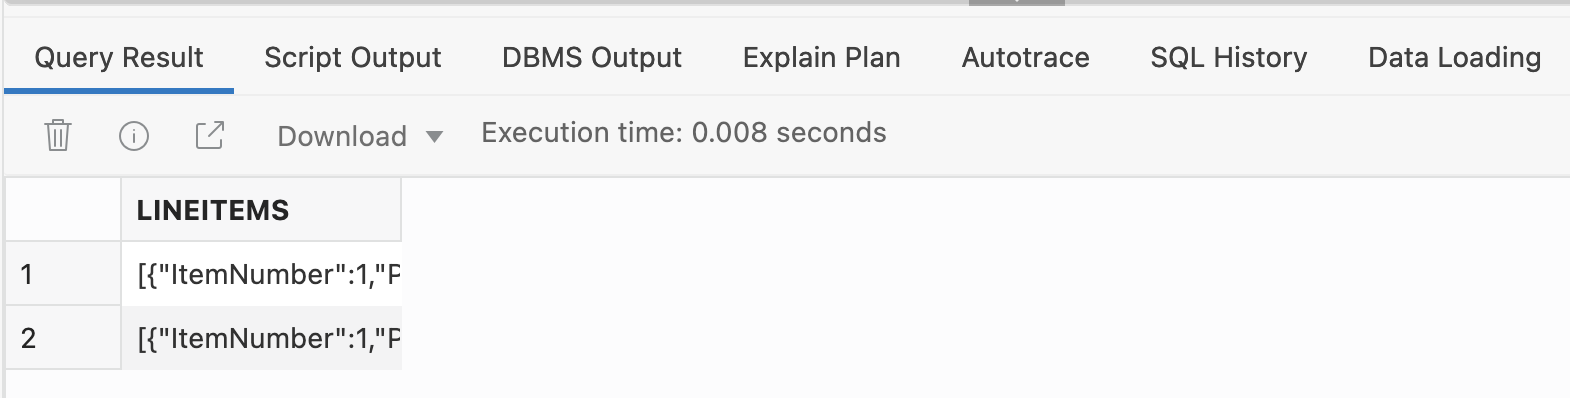 Query Result Script Output DBMS Output Explain Plan Autotrace SQL History Data Loading
Download Execution time: 0.008 seconds
LINEITEMS
1 [{"ItemNumber":1,"P
2 [{"ItemNumber":1,"P